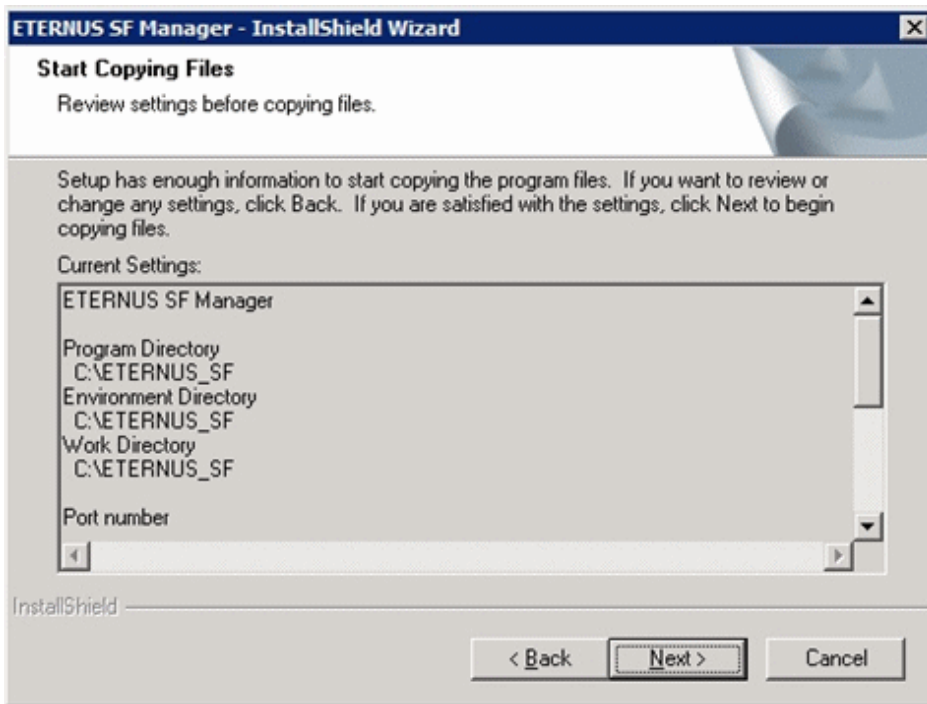 ETERNUS SF Manager - InstallShield Wizard
Start Copying Files
Review settings before copying files.
Setup has enough information to start copying the program files. If you want to review or
change any settings, click Back. If you are satisfied with the settings, click Next to begin
copying files.
Current Settings:
ETERNUS SF Manager
Program Directory
C:\ETERNUS_SF
Environment Directory
C:\ETERNUS_SF
Work Directory
C:\ETERNUS_SF
Port number
InstallShield
< Back
Next >
Cancel